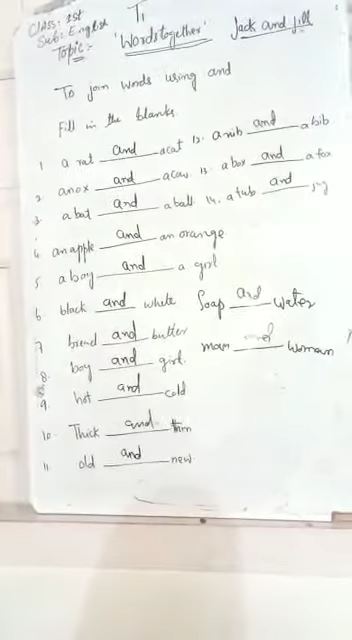 CLASS: 1st
Sub: English
Topic:- "Words together" Jack and Jill
To join words using and
Fill in the blanks.
1 a rat and a cat 12. a nib and a bib
2. an ox and a cow 13. a box and a fox
3 a bat and a ball 14. a tub and jug
4 an apple and an orange
5 a boy and a girl
6 black and white Soap and water
7 bread and butter
8. boy and girl. man and woman
9. hot and cold
10. Thick and thin
11. old and new